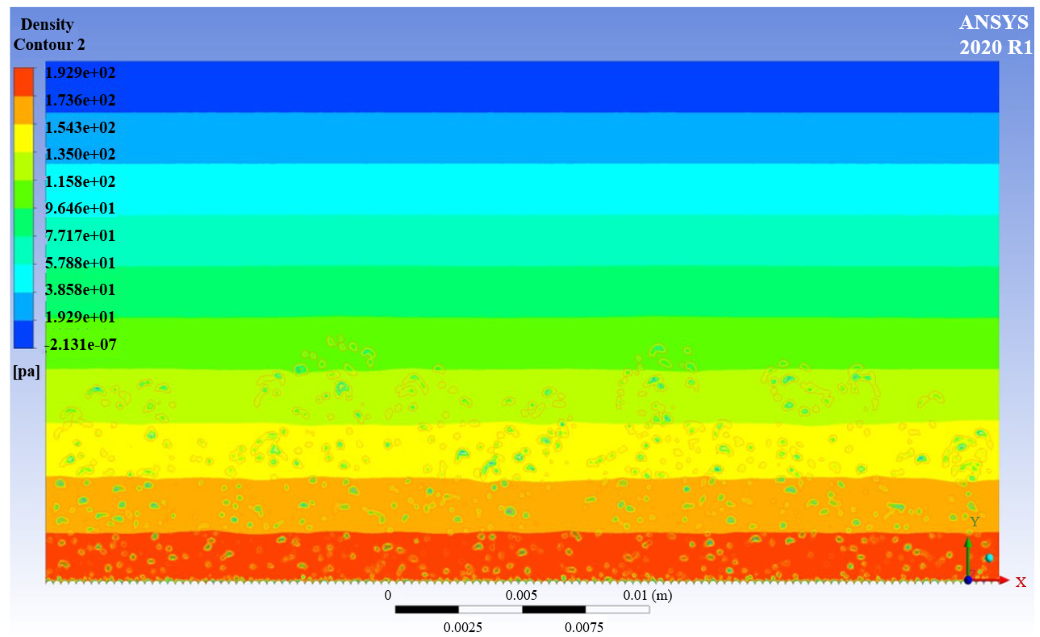 Density
Contour 2
ANSYS
2020 R1
1.929e+02
1.736e+02
1.543e+02
1.350e+02
1.158e+02
9.646e+01
7.717e+01
5.788e+01
3.858e+01
1.929e+01
-2.131e-07
[pa]
Y
X
0 0.005 0.01 (m)
0.0025 0.0075